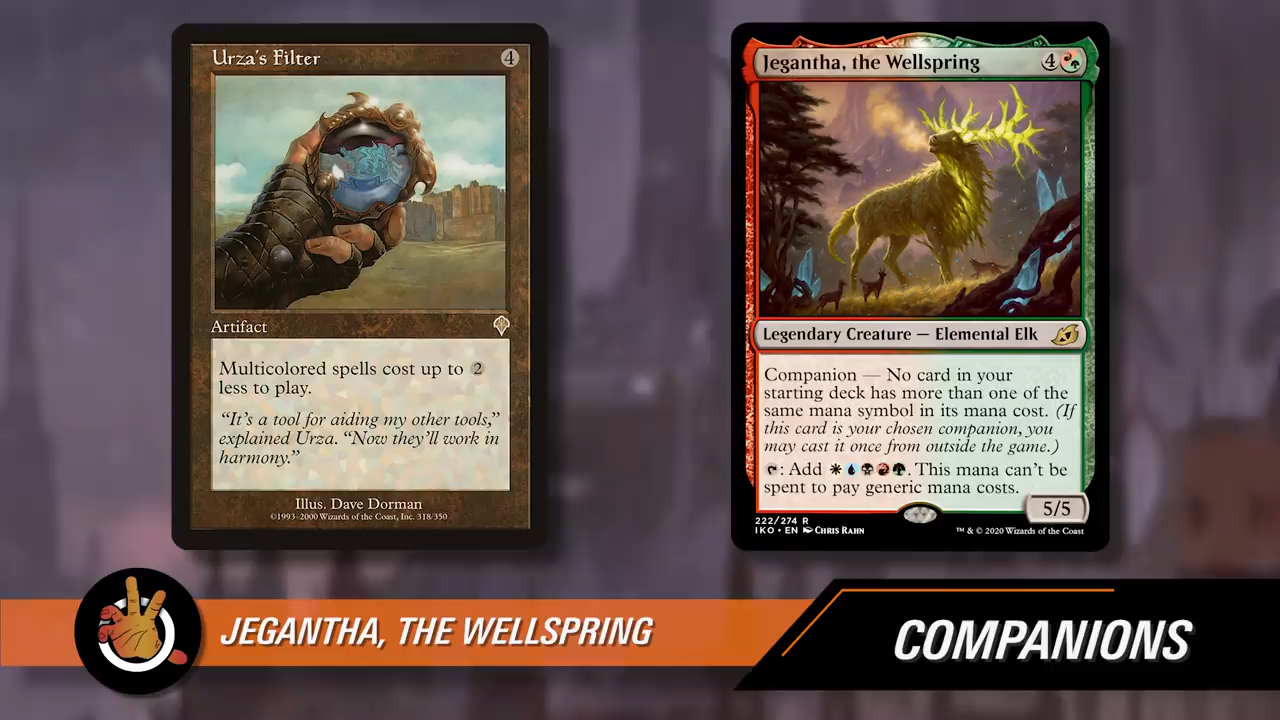 Urza's Filter
4
Artifact
Multicolored spells cost up to 2
less to play.
“It's a tool for aiding my other tools,”
explained Urza. “Now they'll work in
harmony.”
Illus. Dave Dorman
©1993–2000 Wizards of the Coast, Inc. 318/350
Jegantha, the Wellspring
4
Legendary Creature — Elemental Elk
Companion — No card in your
starting deck has more than one of the
same mana symbol in its mana cost. (If
this card is your chosen companion, you
may cast it once from outside the game.)
: Add . This mana can't be
spent to pay generic mana costs.
5/5
222/274 R
IKO • EN Chris Rahn
™ & © 2020 Wizards of the Coast
JEGANTHA, THE WELLSPRING
COMPANIONS